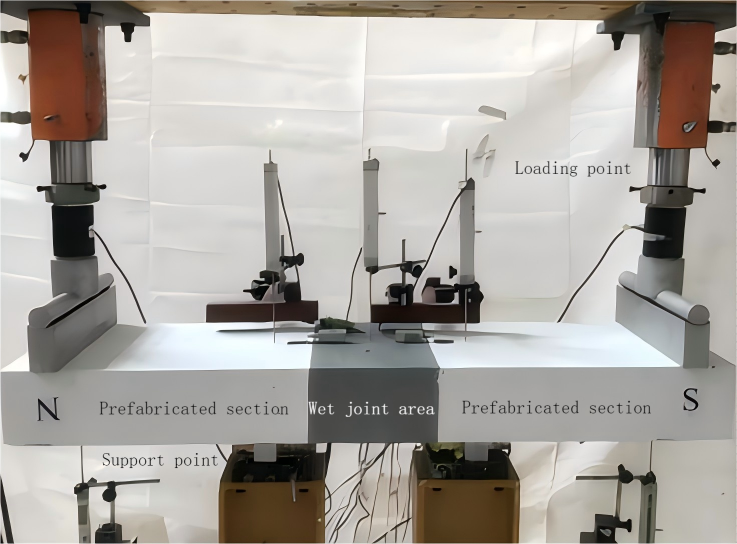 Loading point
N
Prefabricated section
Wet joint area
Prefabricated section
S
Support point